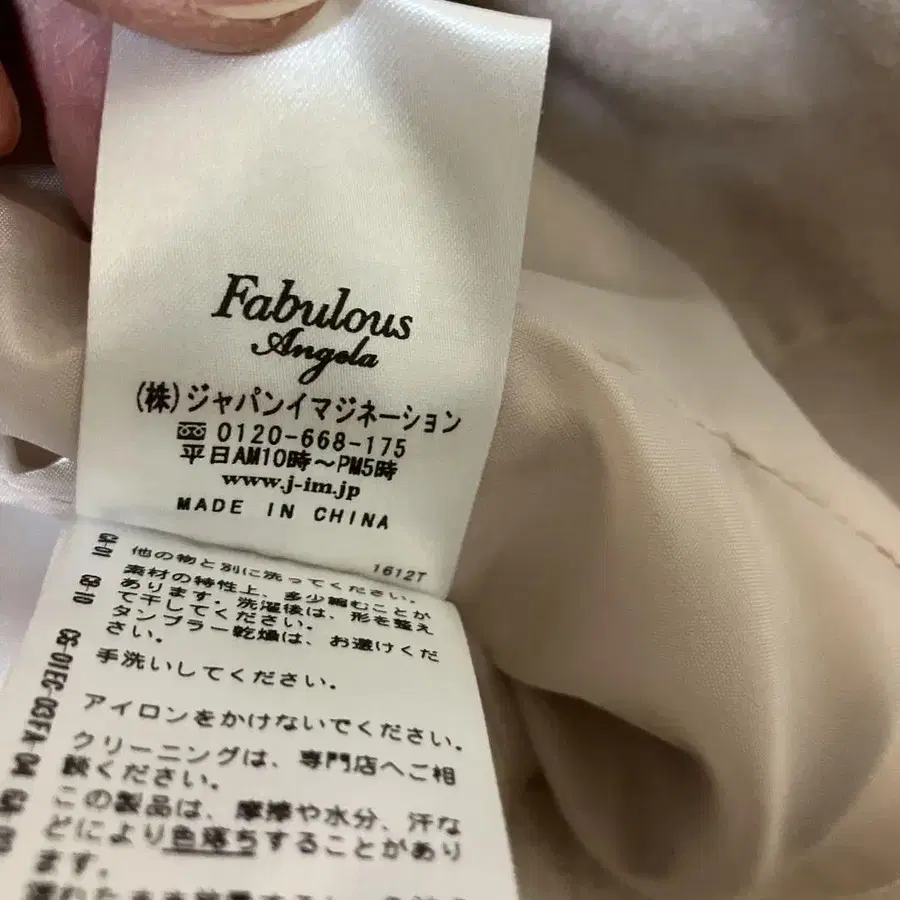 Fabulous
Angela
(株)ジャパンイマジネーション
0120-668-175
平日AM10時～PM5時
www.j-im.jp
MADE IN CHINA
1612T
他の物と別に洗ってください。
素材の特性上、多少縮むことが
あります。洗濯後は、形を整え
て干してください。
タンブラー乾燥は、お避けくだ
さい。
手洗いしてください。
アイロンをかけないでください。
クリーニングは、専門店へご相
談ください。
この製品は、摩擦や水分、汗な
どにより色落ちすることがあり
ます。